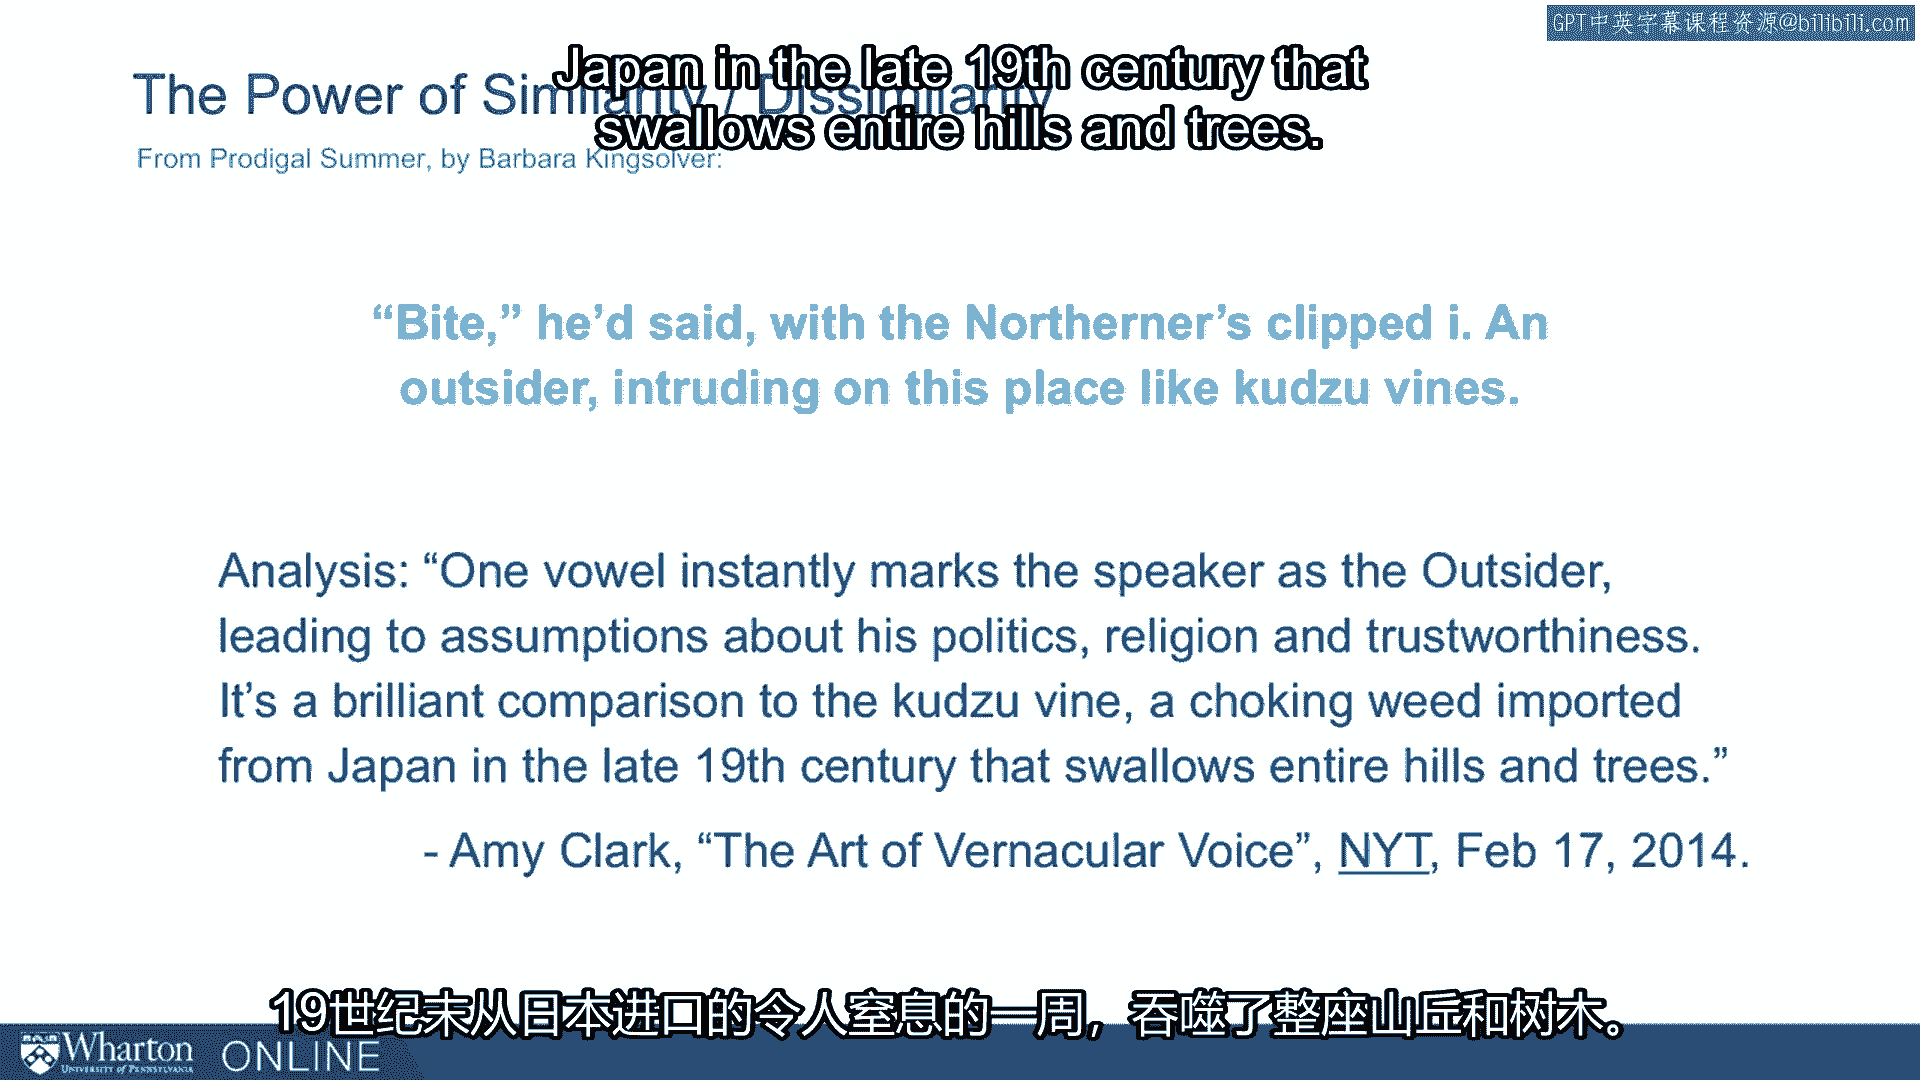 GPT中英字幕课程资源@bilibili.com
Japan in the late 19th century that
swallows entire hills and trees.
The Power of Similarity / Dissimilarity
From Prodigal Summer, by Barbara Kingsolver:
“Bite,” he’d said, with the Northerner’s clipped i. An
outsider, intruding on this place like kudzu vines.
Analysis: “One vowel instantly marks the speaker as the Outsider,
leading to assumptions about his politics, religion and trustworthiness.
It’s a brilliant comparison to the kudzu vine, a choking weed imported
from Japan in the late 19th century that swallows entire hills and trees.”
- Amy Clark, “The Art of Vernacular Voice”, NYT, Feb 17, 2014.
19世纪末从日本进口的令人窒息的一周，吞噬了整座山丘和树木。
Wharton ONLINE
UNIVERSITY of PENNSYLVANIA